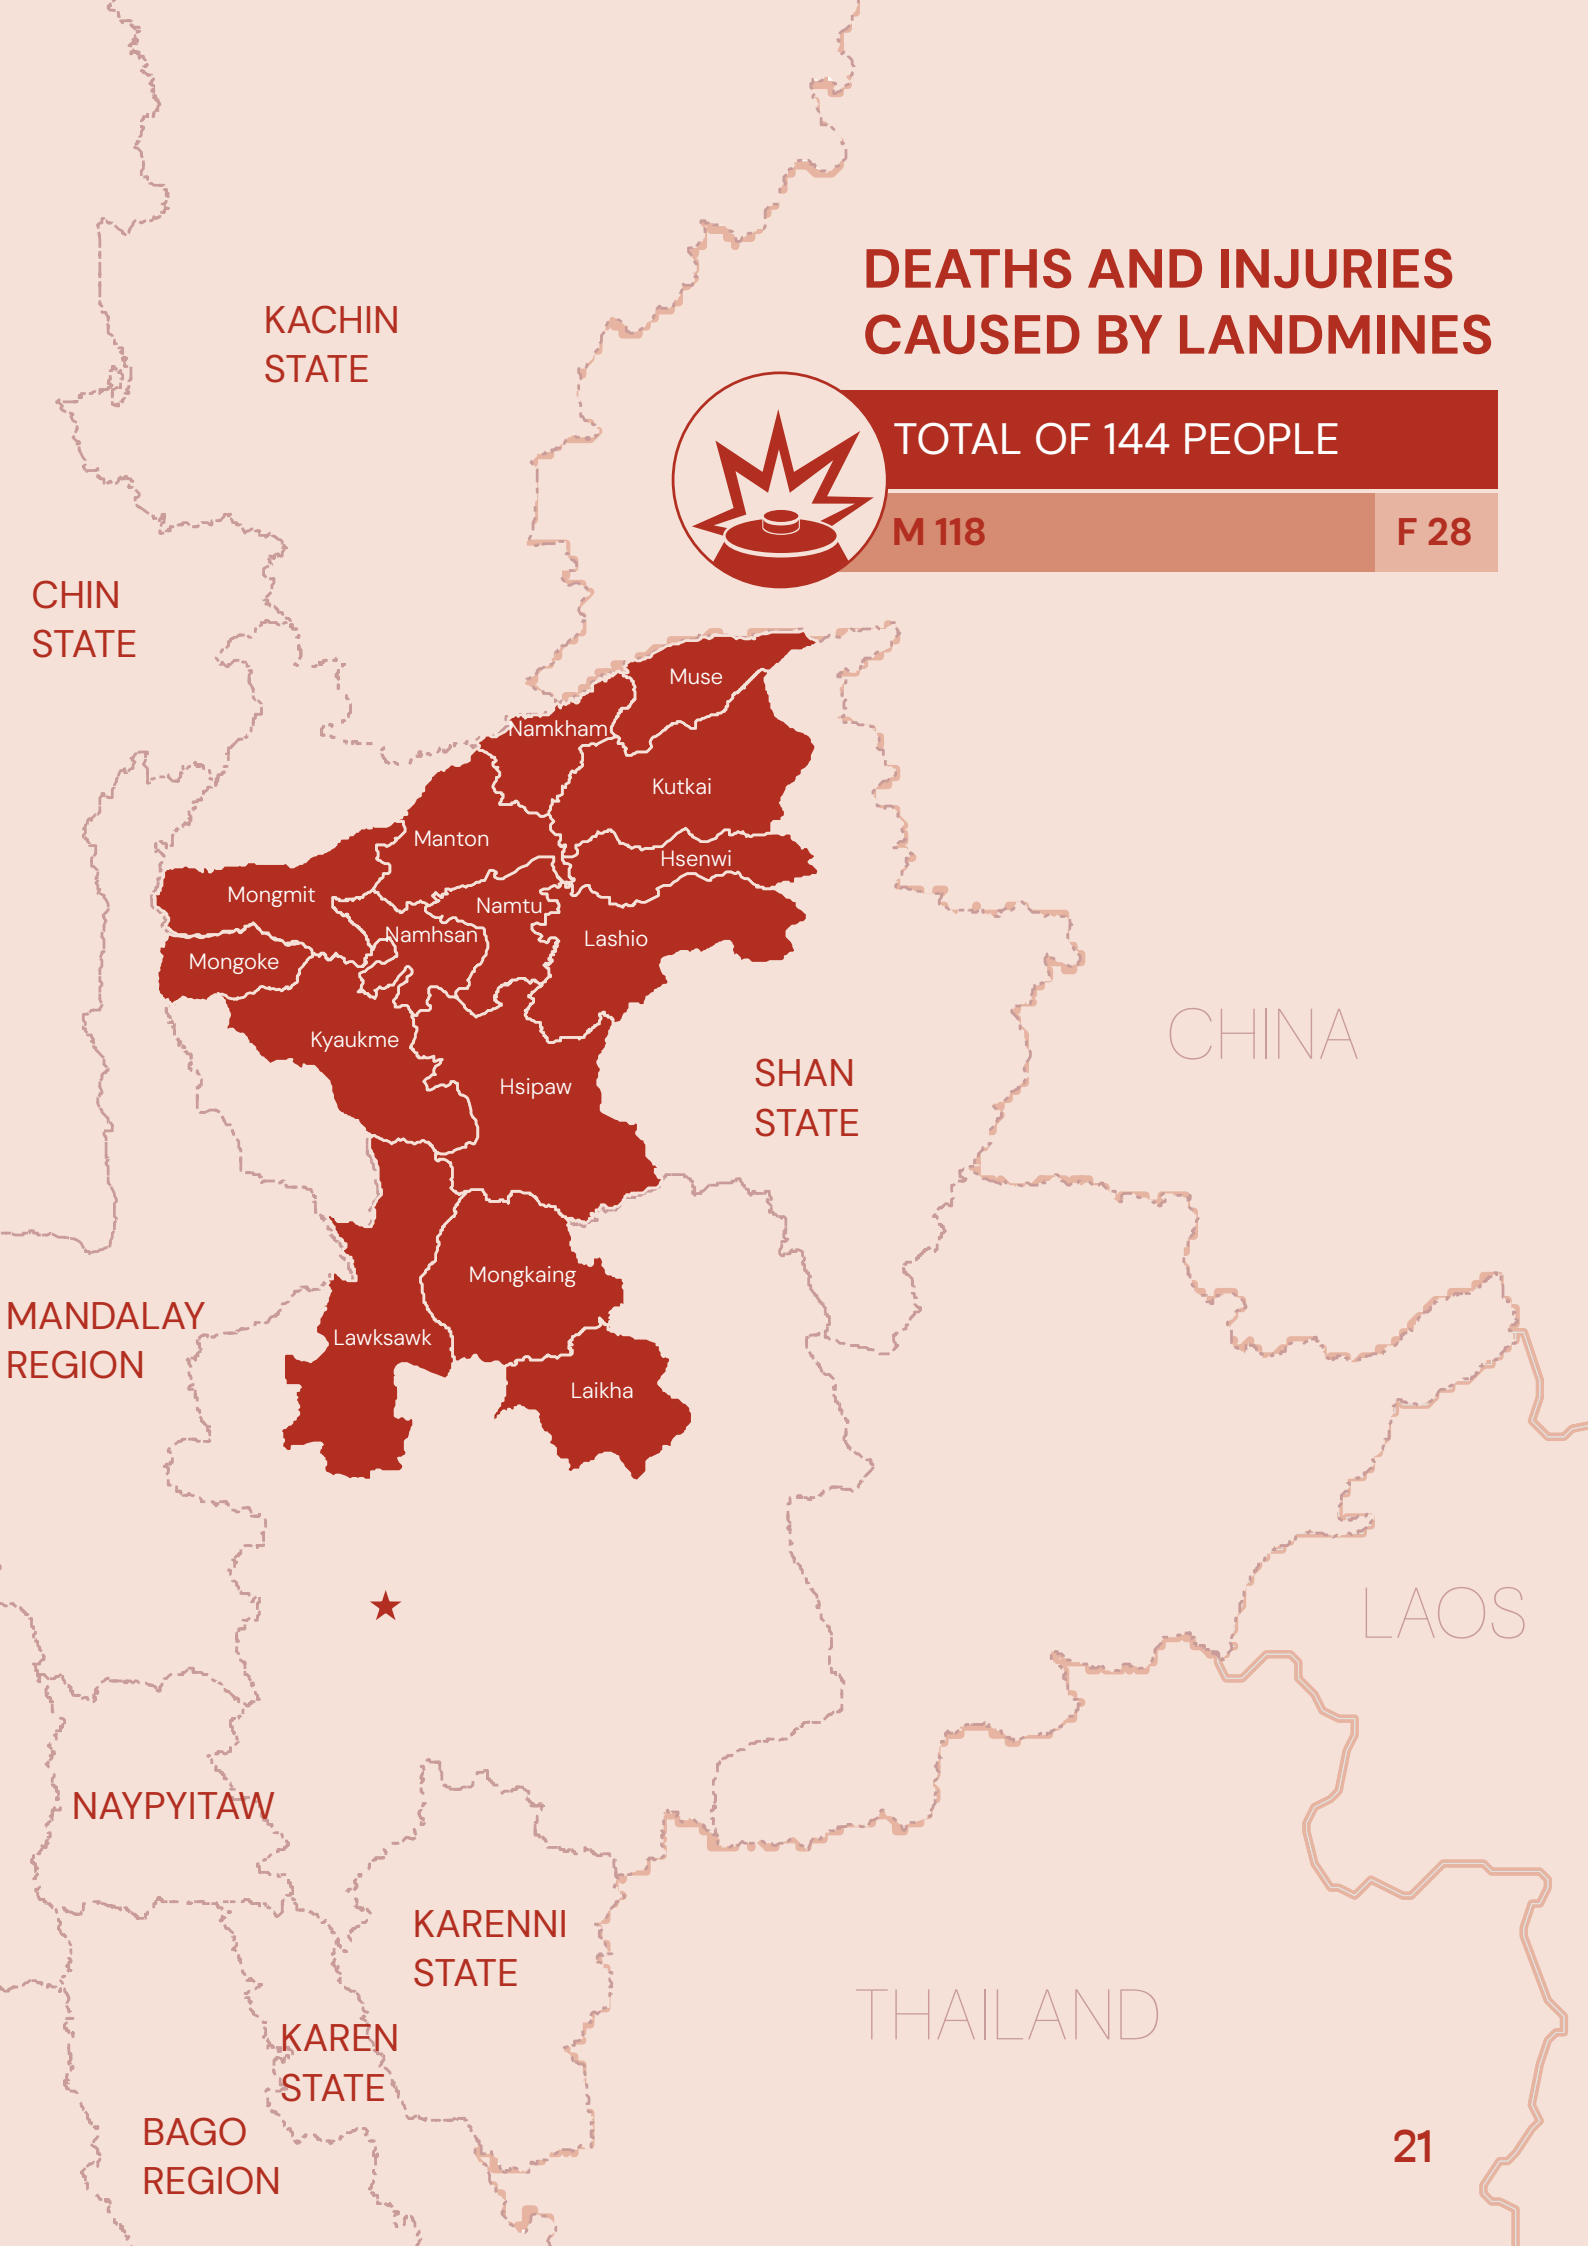 DEATHS AND INJURIES
CAUSED BY LANDMINES
TOTAL OF 144 PEOPLE
M 118
F 28
KACHIN
STATE
CHIN
STATE
Muse
Namkham
Kutkai
Manton
Hsenwi
Mongmit
Namtu
Namhsan
Lashio
Mongoke
Kyaukme
Hsipaw
SHAN
STATE
CHINA
Mongkaing
MANDALAY
REGION
Lawksawk
Laikha
LAOS
NAYPYITAW
KARENNI
STATE
THAILAND
KAREN
STATE
BAGO
REGION
21